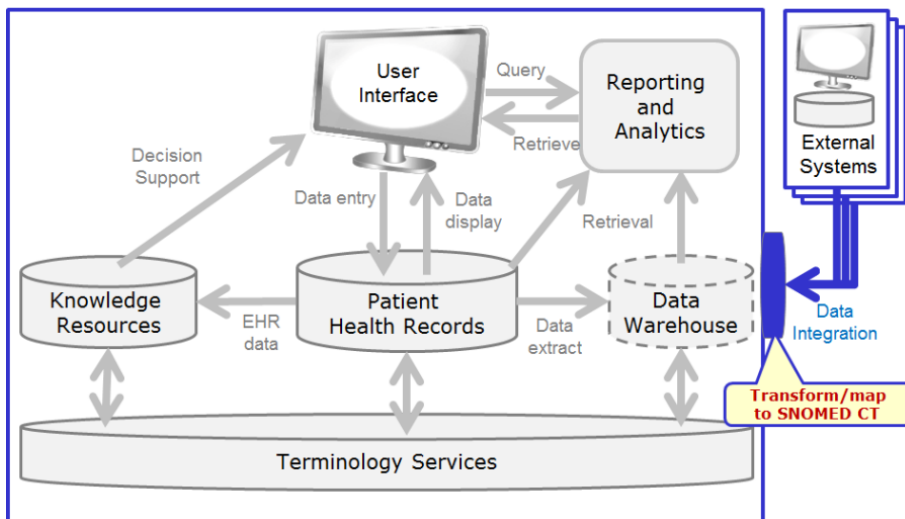 User
Interface
Query
Retrieve
Reporting
and
Analytics
External
Systems
Decision
Support
Data entry
Data
display
Retrieval
Knowledge
Resources
EHR
data
Patient
Health Records
Data
extract
Data
Warehouse
Data
Integration
Transform/map
to SNOMED CT
Terminology Services